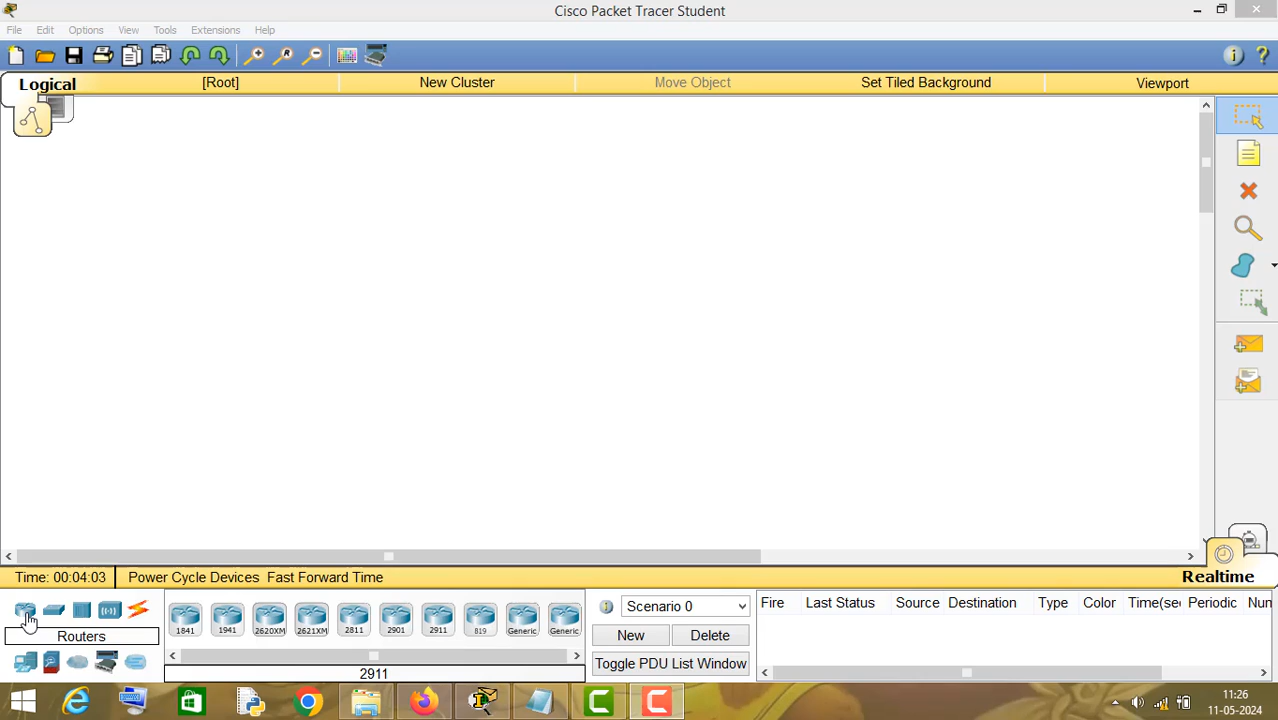 Cisco Packet Tracer Student
File Edit Options View Tools Extensions Help
Logical [Root] New Cluster Move Object Set Tiled Background Viewport
Time: 00:04:03 Power Cycle Devices Fast Forward Time Realtime
Routers
1841 1941 2620XM 2621XM 2811 2901 2911 819 Generic Generic
2911
Scenario 0
New Delete
Toggle PDU List Window
Fire Last Status Source Destination Type Color Time(sec Periodic Num
11:26
11-05-2024